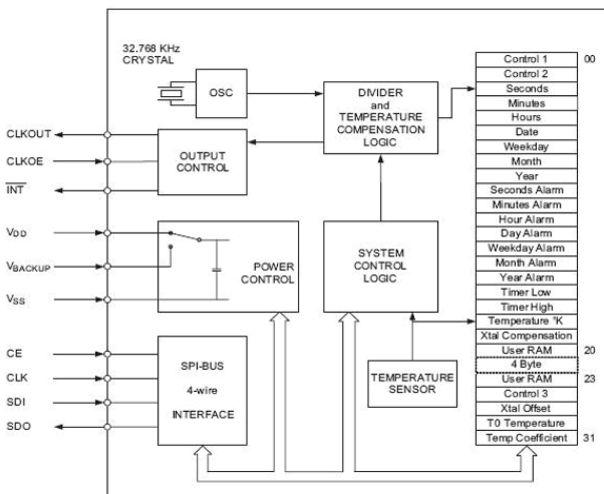 32.768 KHz
CRYSTAL
OSC
DIVIDER
and
TEMPERATURE
COMPENSATION
LOGIC
CLKOUT
CLKOE
INT
OUTPUT
CONTROL
VDD
VBACKUP
VSS
POWER
CONTROL
SYSTEM
CONTROL
LOGIC
CE
CLK
SDI
SDO
SPI-BUS
4-wire
INTERFACE
TEMPERATURE
SENSOR
Control 1 00
Control 2
Seconds
Minutes
Hours
Date
Weekday
Month
Year
Seconds Alarm
Minutes Alarm
Hour Alarm
Day Alarm
Weekday Alarm
Month Alarm
Year Alarm
Timer Low
Timer High
Temperature °K
Xtal Compensation
User RAM 20
4 Byte
User RAM 23
Control 3
Xtal Offset
T0 Temperature
Temp Coefficient 31